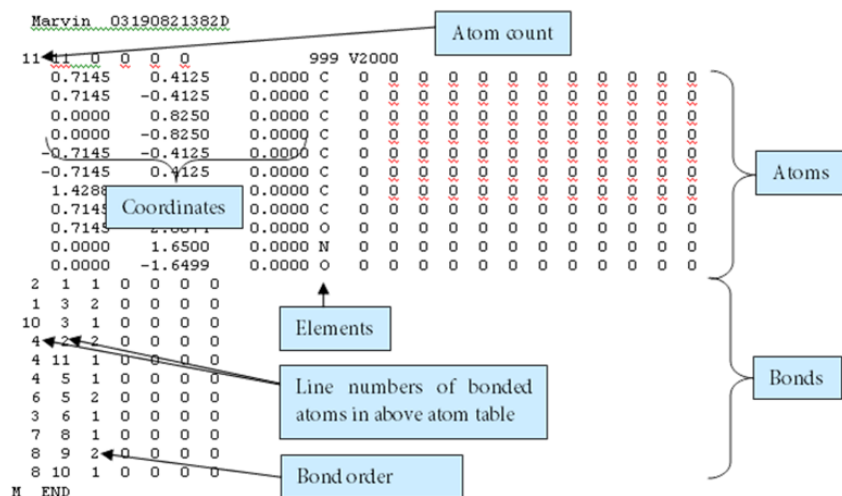 Marvin 03190821382D
Atom count
11 11 0 0 0 0 999 V2000
0.7145 0.4125 0.0000 C 0 0 0 0 0 0 0 0 0 0 0 0
0.7145 -0.4125 0.0000 C 0 0 0 0 0 0 0 0 0 0 0 0
0.0000 0.8250 0.0000 C 0 0 0 0 0 0 0 0 0 0 0 0
0.0000 -0.8250 0.0000 C 0 0 0 0 0 0 0 0 0 0 0 0
-0.7145 -0.4125 0.0000 C 0 0 0 0 0 0 0 0 0 0 0 0
-0.7145 0.4125 0.0000 C 0 0 0 0 0 0 0 0 0 0 0 0
1.4288 0.0000 C 0 0 0 0 0 0 0 0 0 0 0 0
0.7145 0.0000 C 0 0 0 0 0 0 0 0 0 0 0 0
0.7145 0.0000 O 0 0 0 0 0 0 0 0 0 0 0 0
0.0000 1.6500 0.0000 N 0 0 0 0 0 0 0 0 0 0 0 0
0.0000 -1.6499 0.0000 O 0 0 0 0 0 0 0 0 0 0 0 0
Coordinates
Atoms
2 1 1 0 0 0 0
1 3 2 0 0 0 0
10 3 1 0 0 0 0
4 2 2 0 0 0 0
4 11 1 0 0 0 0
4 5 1 0 0 0 0
6 5 2 0 0 0 0
3 6 1 0 0 0 0
7 8 1 0 0 0 0
8 9 2 0 0 0 0
8 10 1 0 0 0 0
M END
Elements
Line numbers of bonded
atoms in above atom table
Bond order
Bonds